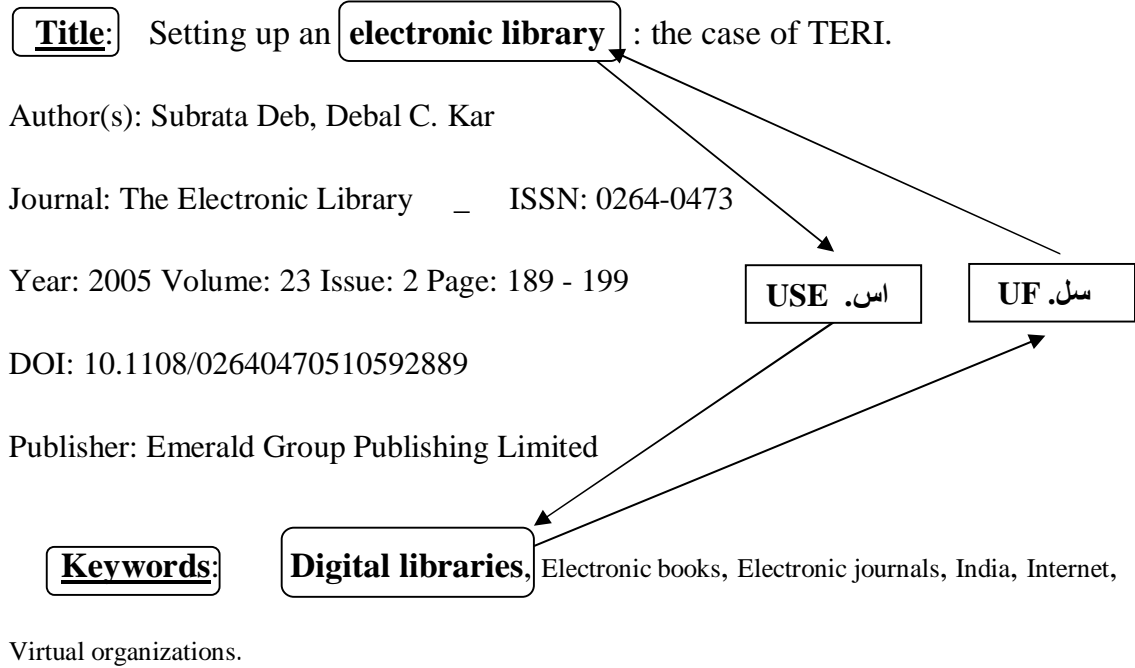 Title: Setting up an electronic library : the case of TERI.
Author(s): Subrata Deb, Debal C. Kar
Journal: The Electronic Library _ ISSN: 0264-0473
Year: 2005 Volume: 23 Issue: 2 Page: 189 - 199
USE اس.
UF سل.
DOI: 10.1108/02640470510592889
Publisher: Emerald Group Publishing Limited
Keywords: Digital libraries, Electronic books, Electronic journals, India, Internet,
Virtual organizations.